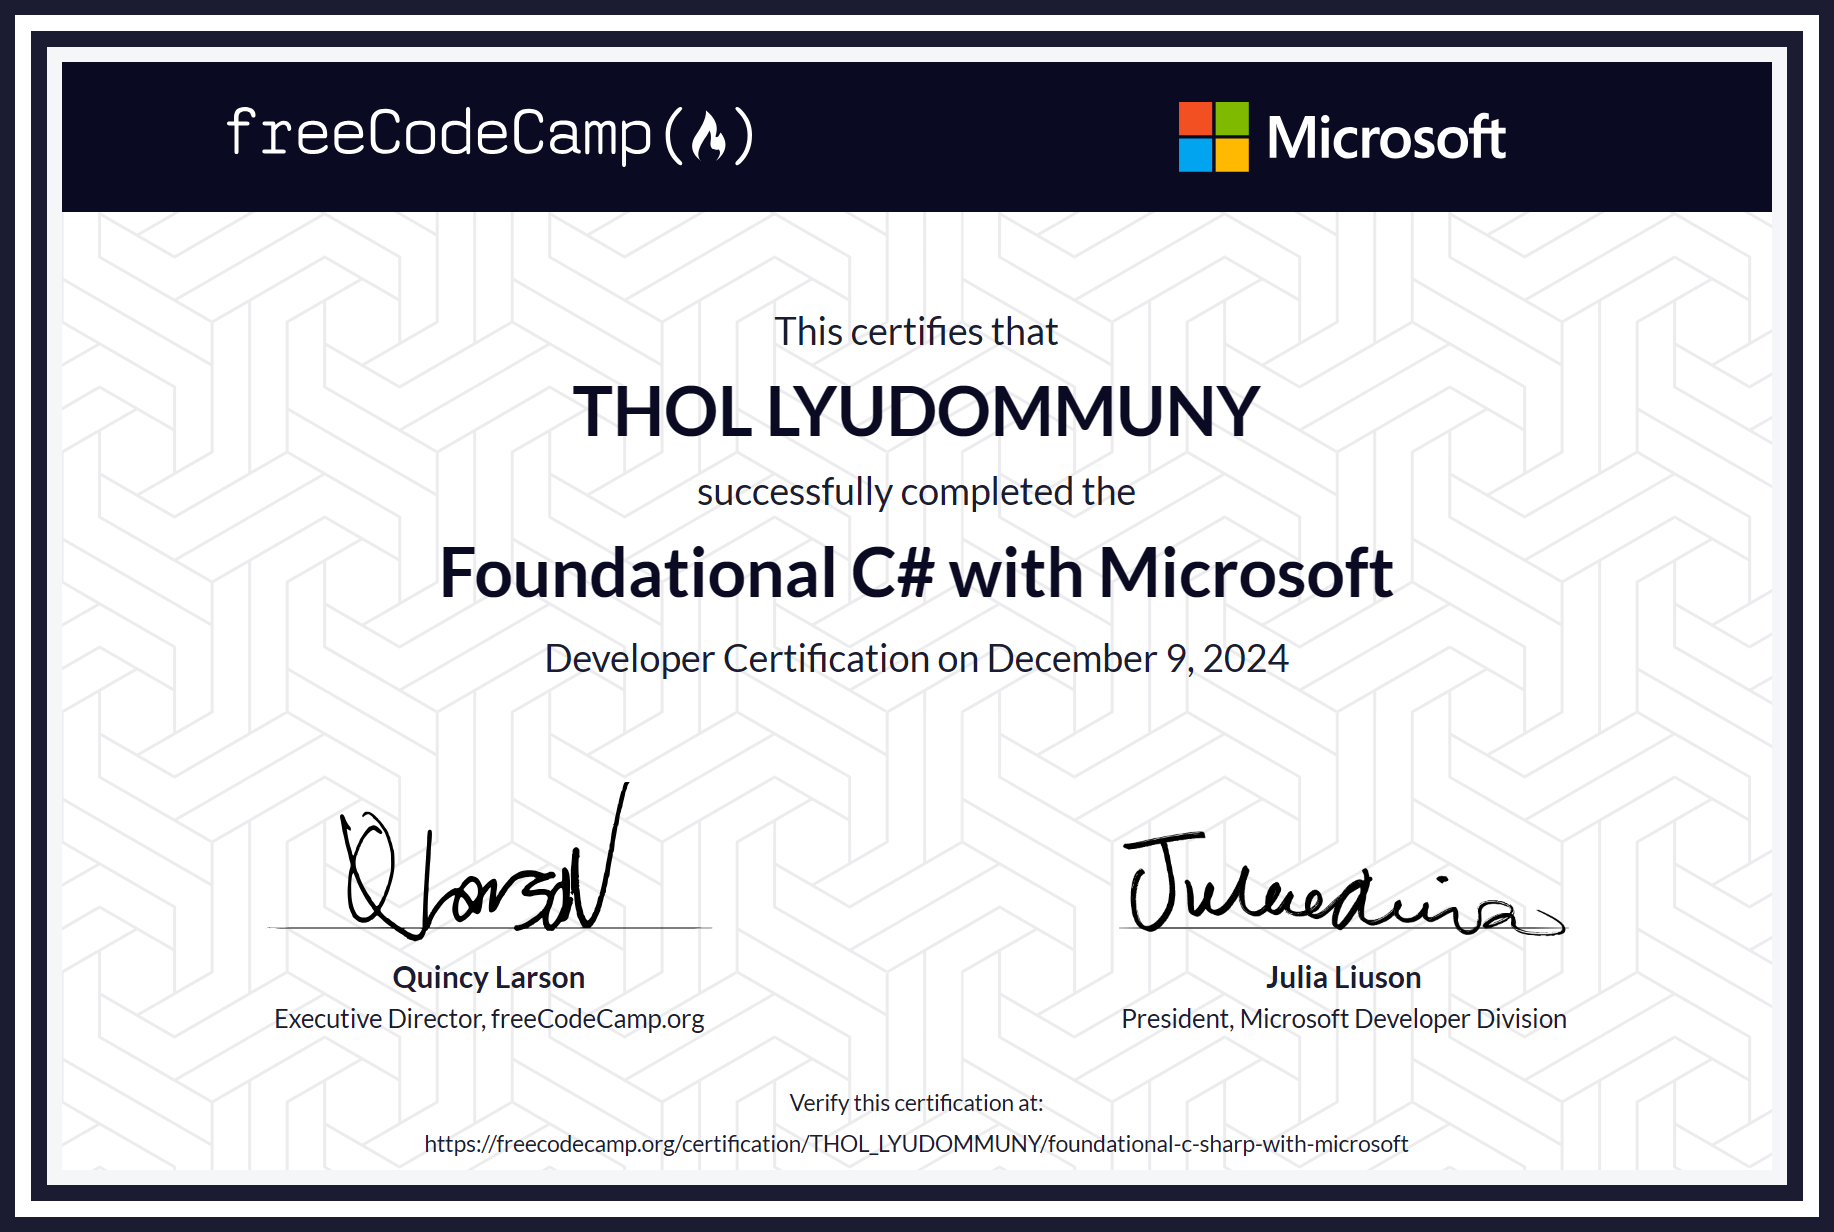 freeCodeCamp(🔥)
Microsoft
This certifies that
THOL LYUDOMMUNY
successfully completed the
Foundational C# with Microsoft
Developer Certification on December 9, 2024
Quincy Larson
Executive Director, freeCodeCamp.org
Julia Liuson
President, Microsoft Developer Division
Verify this certification at:
https://freecodecamp.org/certification/THOL_LYUDOMMUNY/foundational-c-sharp-with-microsoft